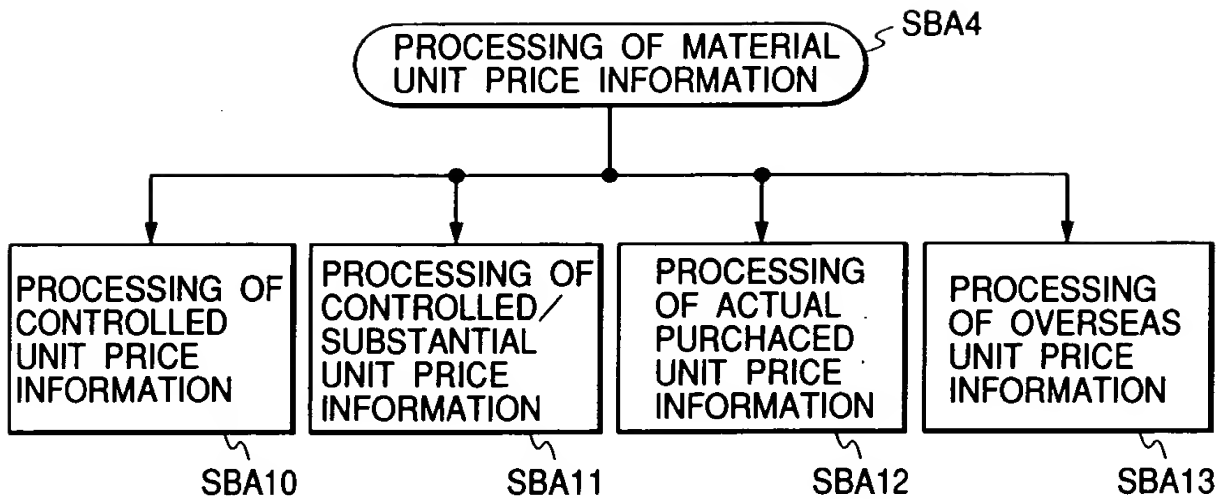 SBA4
PROCESSING OF MATERIAL
UNIT PRICE INFORMATION
PROCESSING OF
CONTROLLED
UNIT PRICE
INFORMATION
SBA10
PROCESSING OF
CONTROLLED/
SUBSTANTIAL
UNIT PRICE
INFORMATION
SBA11
PROCESSING
OF ACTUAL
PURCHACED
UNIT PRICE
INFORMATION
SBA12
PROCESSING
OF OVERSEAS
UNIT PRICE
INFORMATION
SBA13